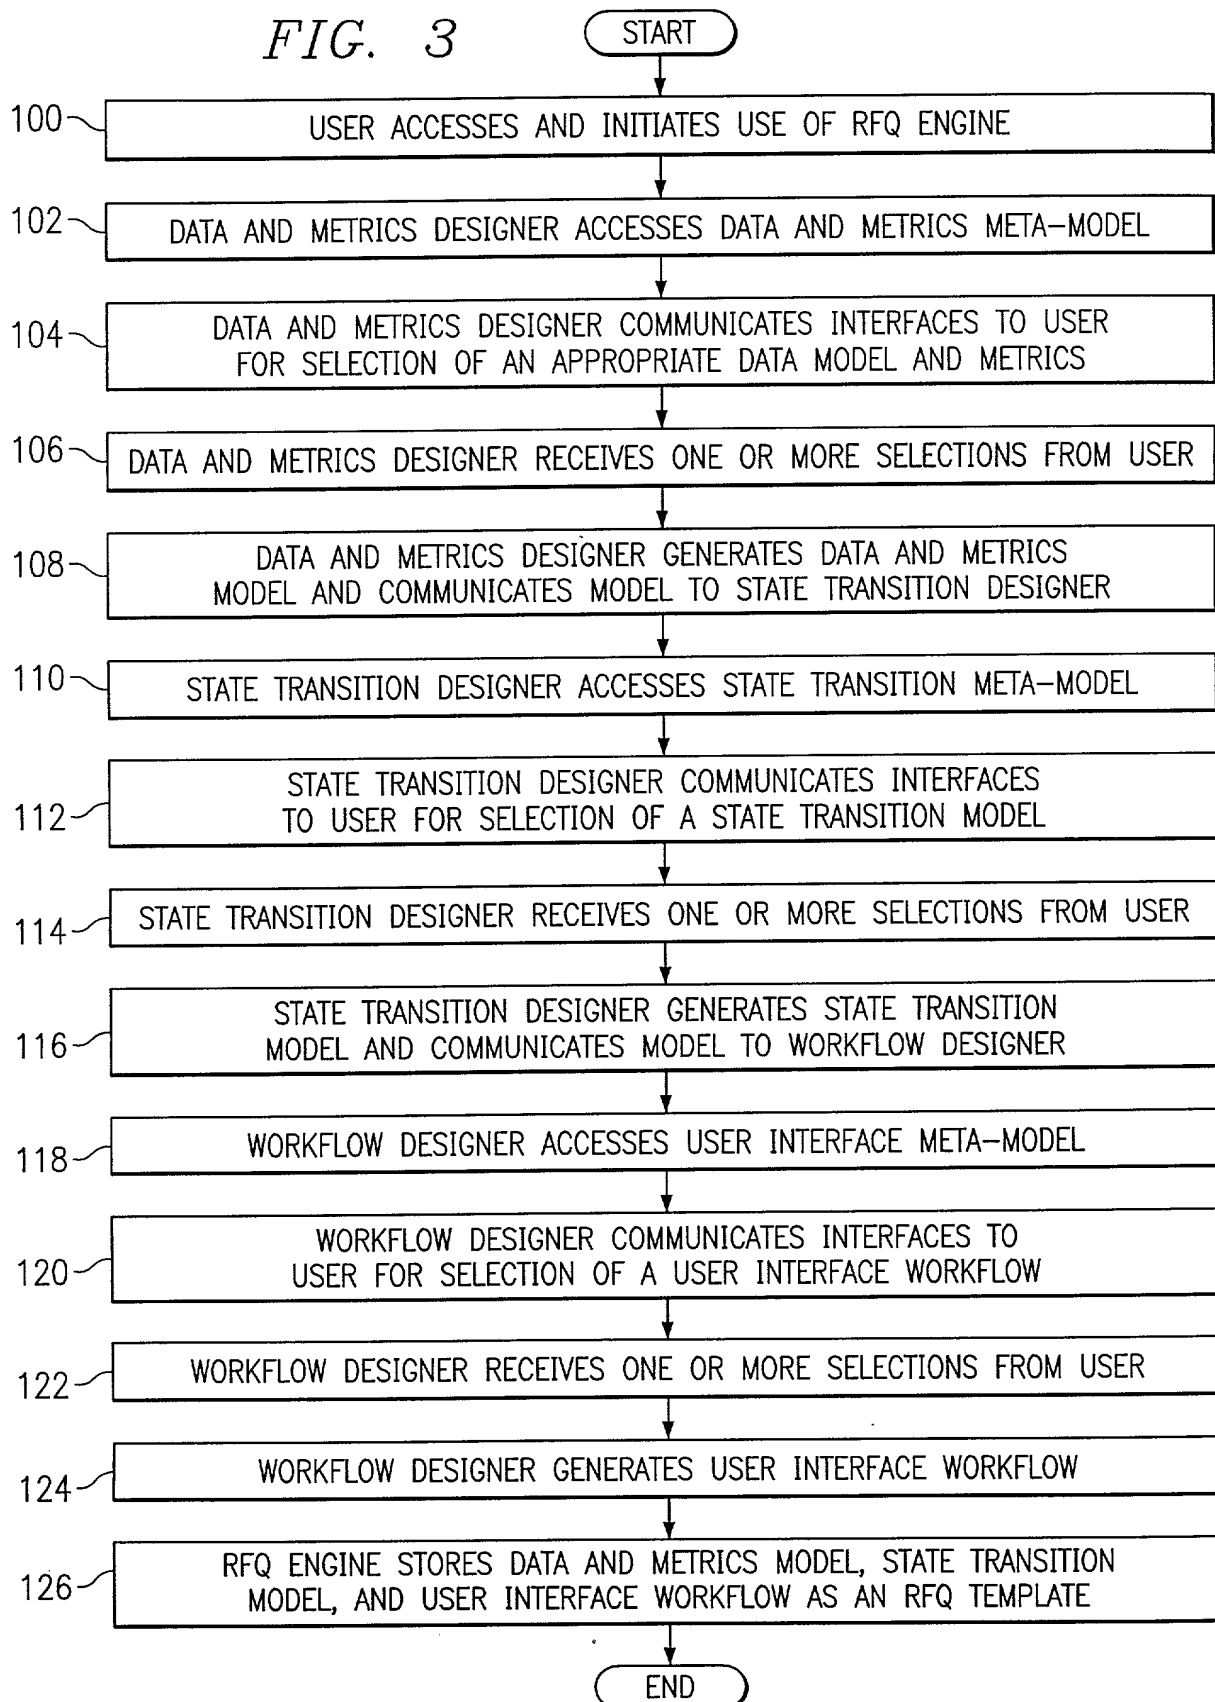 FIG. 3
START
100
USER ACCESSES AND INITIATES USE OF RFQ ENGINE
102
DATA AND METRICS DESIGNER ACCESSES DATA AND METRICS META-MODEL
104
DATA AND METRICS DESIGNER COMMUNICATES INTERFACES TO USER
FOR SELECTION OF AN APPROPRIATE DATA MODEL AND METRICS
106
DATA AND METRICS DESIGNER RECEIVES ONE OR MORE SELECTIONS FROM USER
108
DATA AND METRICS DESIGNER GENERATES DATA AND METRICS
MODEL AND COMMUNICATES MODEL TO STATE TRANSITION DESIGNER
110
STATE TRANSITION DESIGNER ACCESSES STATE TRANSITION META-MODEL
112
STATE TRANSITION DESIGNER COMMUNICATES INTERFACES
TO USER FOR SELECTION OF A STATE TRANSITION MODEL
114
STATE TRANSITION DESIGNER RECEIVES ONE OR MORE SELECTIONS FROM USER
116
STATE TRANSITION DESIGNER GENERATES STATE TRANSITION
MODEL AND COMMUNICATES MODEL TO WORKFLOW DESIGNER
118
WORKFLOW DESIGNER ACCESSES USER INTERFACE META-MODEL
120
WORKFLOW DESIGNER COMMUNICATES INTERFACES TO
USER FOR SELECTION OF A USER INTERFACE WORKFLOW
122
WORKFLOW DESIGNER RECEIVES ONE OR MORE SELECTIONS FROM USER
124
WORKFLOW DESIGNER GENERATES USER INTERFACE WORKFLOW
126
RFQ ENGINE STORES DATA AND METRICS MODEL, STATE TRANSITION
MODEL, AND USER INTERFACE WORKFLOW AS AN RFQ TEMPLATE
END